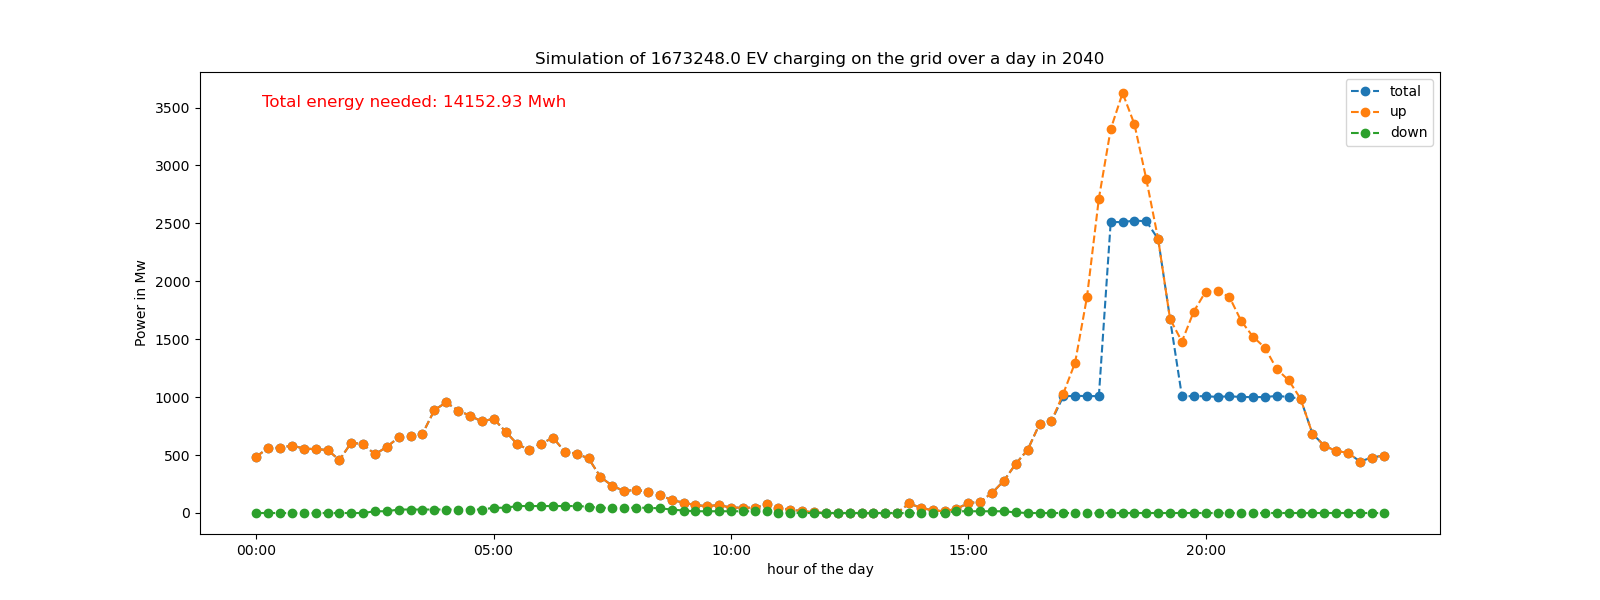 Simulation of 1673248.0 EV charging on the grid over a day in 2040
Total energy needed: 14152.93 Mwh
total
up
down
Power in Mw
3500
3000
2500
2000
1500
1000
500
0
00:00 05:00 10:00 15:00 20:00
hour of the day